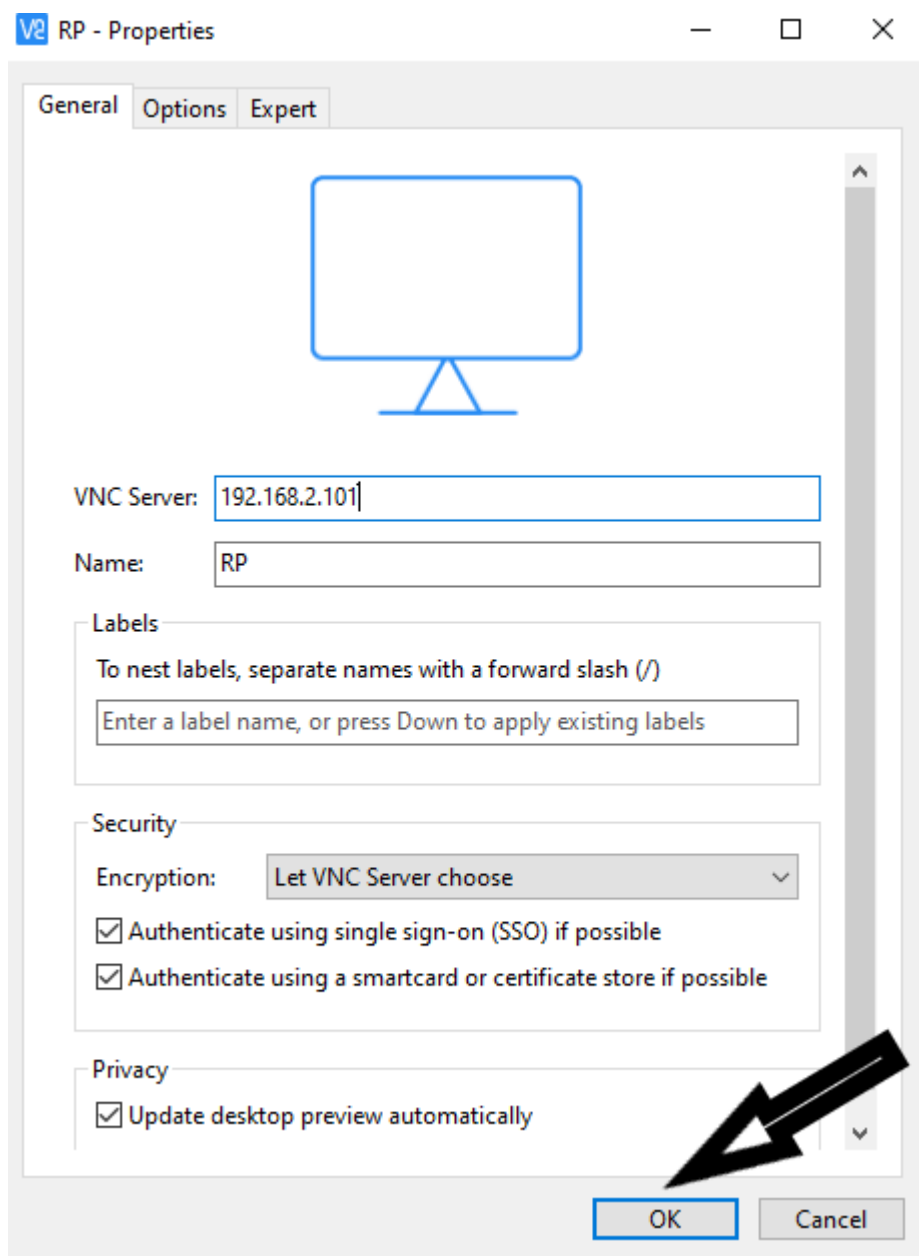 V2 RP - Properties
General Options Expert
VNC Server: 192.168.2.101
Name: RP
Labels
To nest labels, separate names with a forward slash (/)
Enter a label name, or press Down to apply existing labels
Security
Encryption: Let VNC Server choose
Authenticate using single sign-on (SSO) if possible
Authenticate using a smartcard or certificate store if possible
Privacy
Update desktop preview automatically
OK Cancel